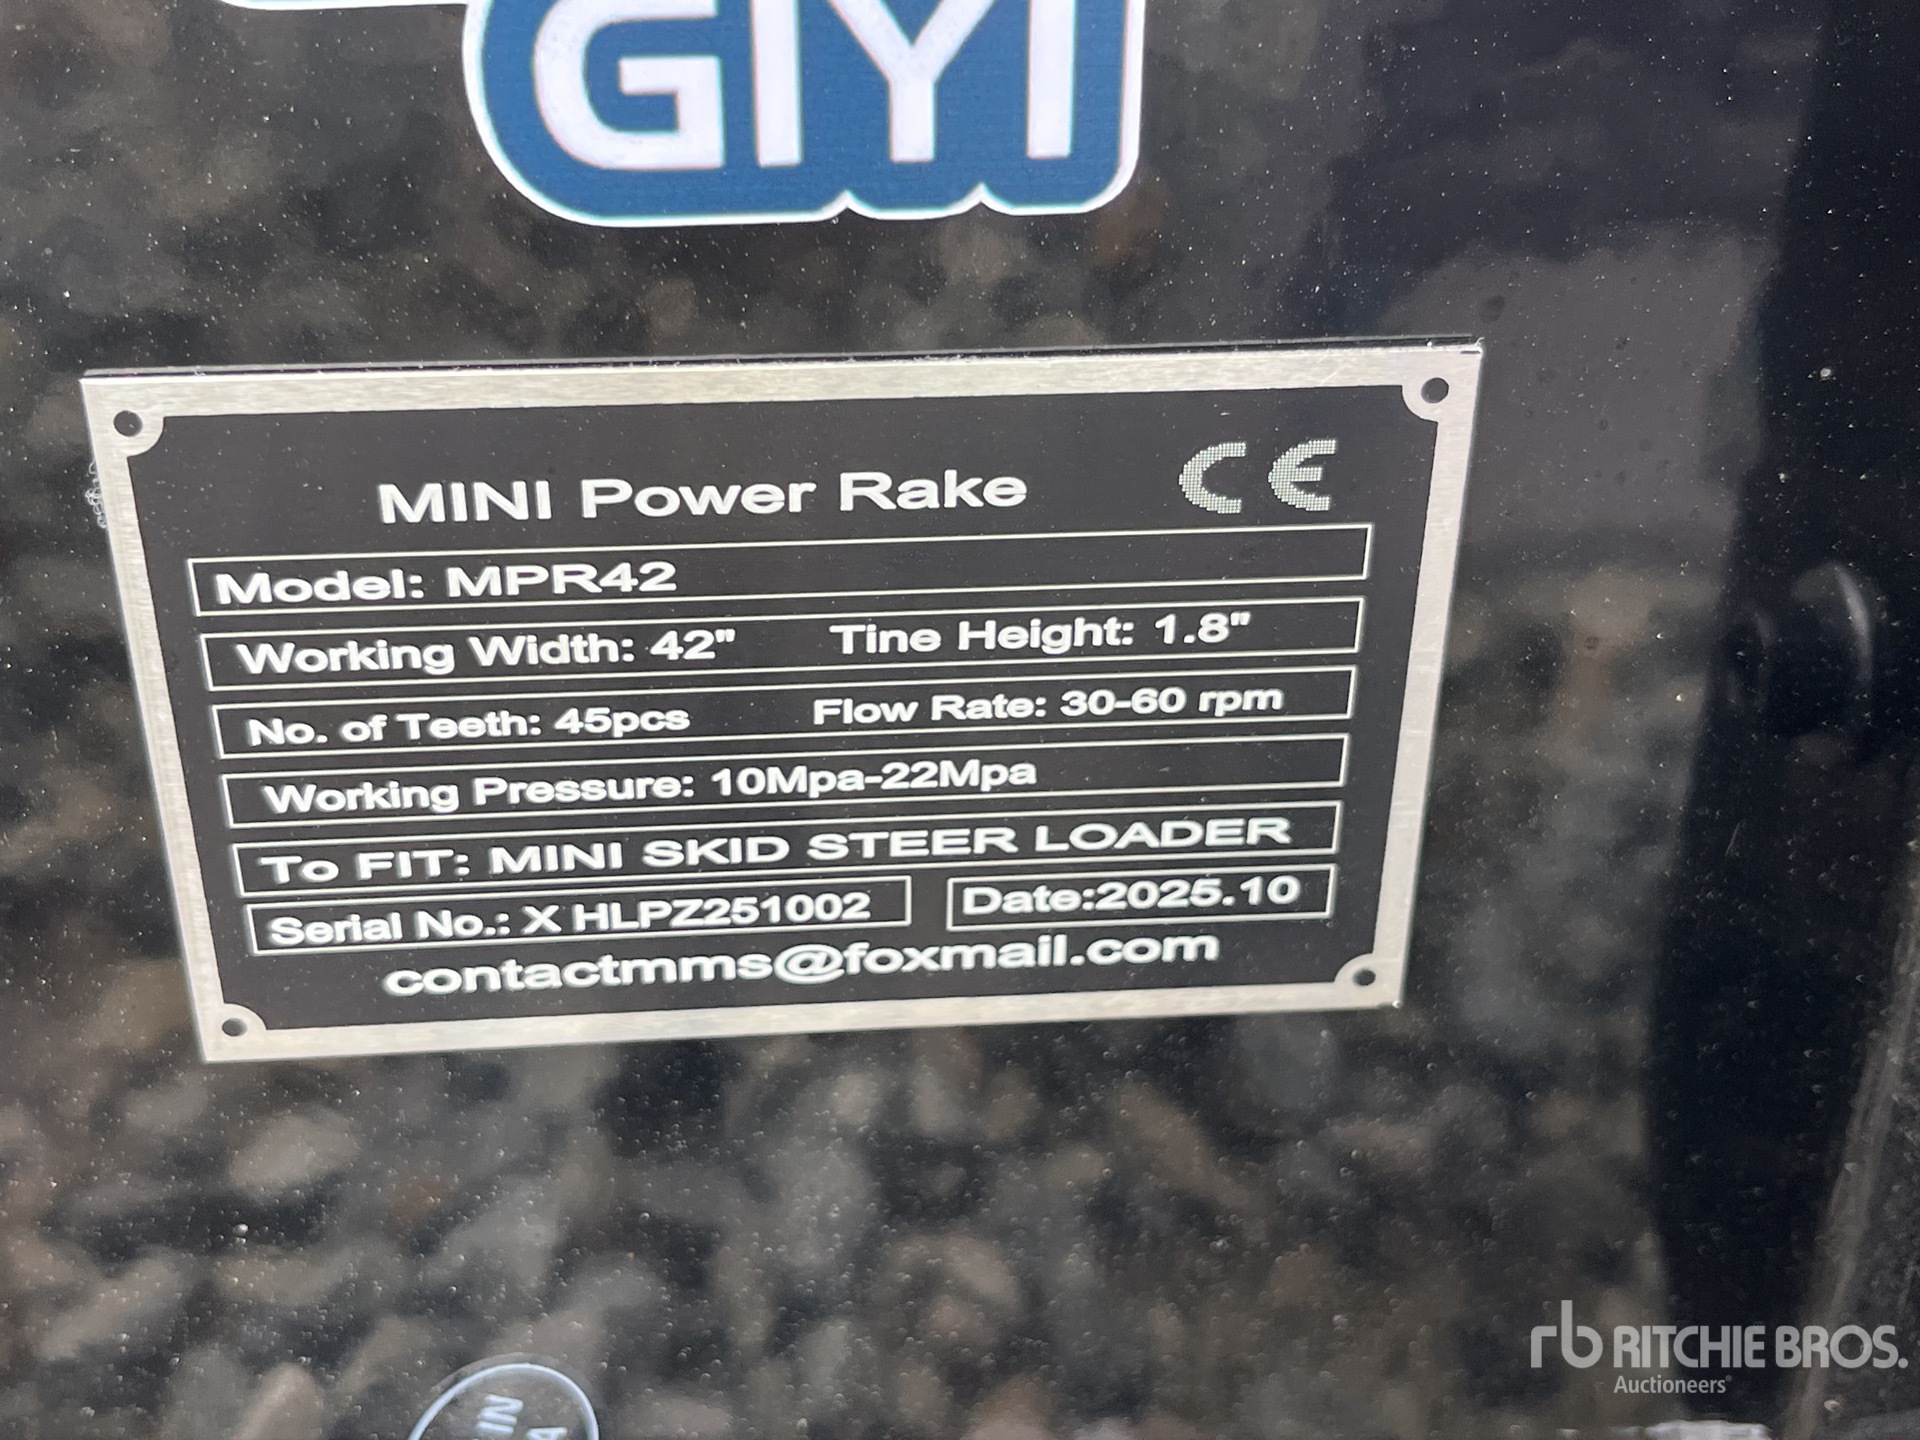 GIYI
MINI Power Rake CE
Model: MPR42
Working Width: 42" Tine Height: 1.8"
No. of Teeth: 45pcs Flow Rate: 30-60 rpm
Working Pressure: 10Mpa-22Mpa
To FIT: MINI SKID STEER LOADER
Serial No.: X HLPZ251002 Date:2025.10
contactmms@foxmail.com
IN
rb RITCHIE BROS.
Auctioneers